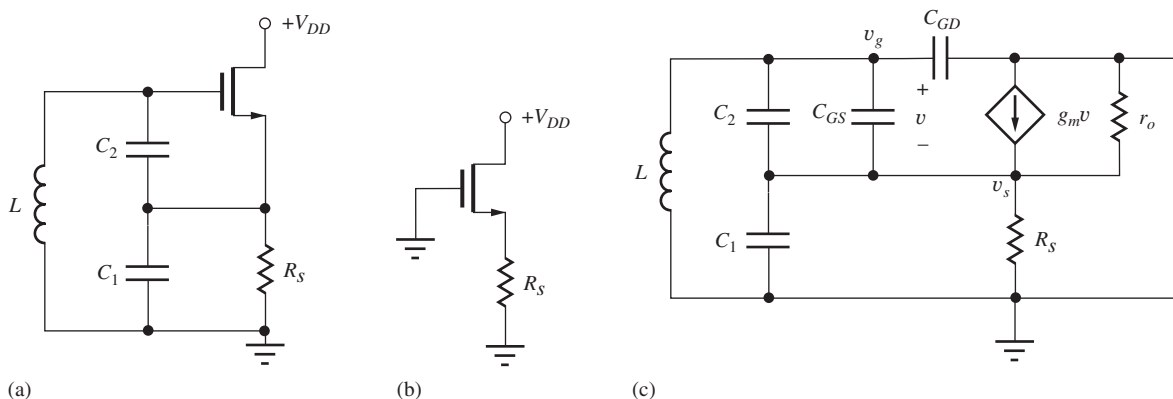 +V_DD
C_2
L
C_1
R_S
(a)
+V_DD
R_S
(b)
C_GD
v_g
+
C_2
C_GS
v
g_m v
r_o
–
L
v_s
C_1
R_S
(c)